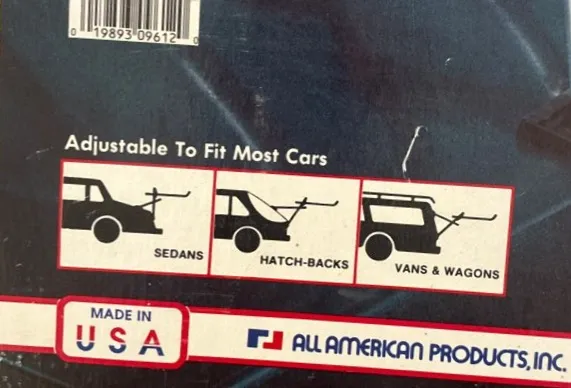 0 19893 09612 0
Adjustable To Fit Most Cars
SEDANS
HATCH-BACKS
VANS & WAGONS
MADE IN
USA
ALL AMERICAN PRODUCTS, INC.